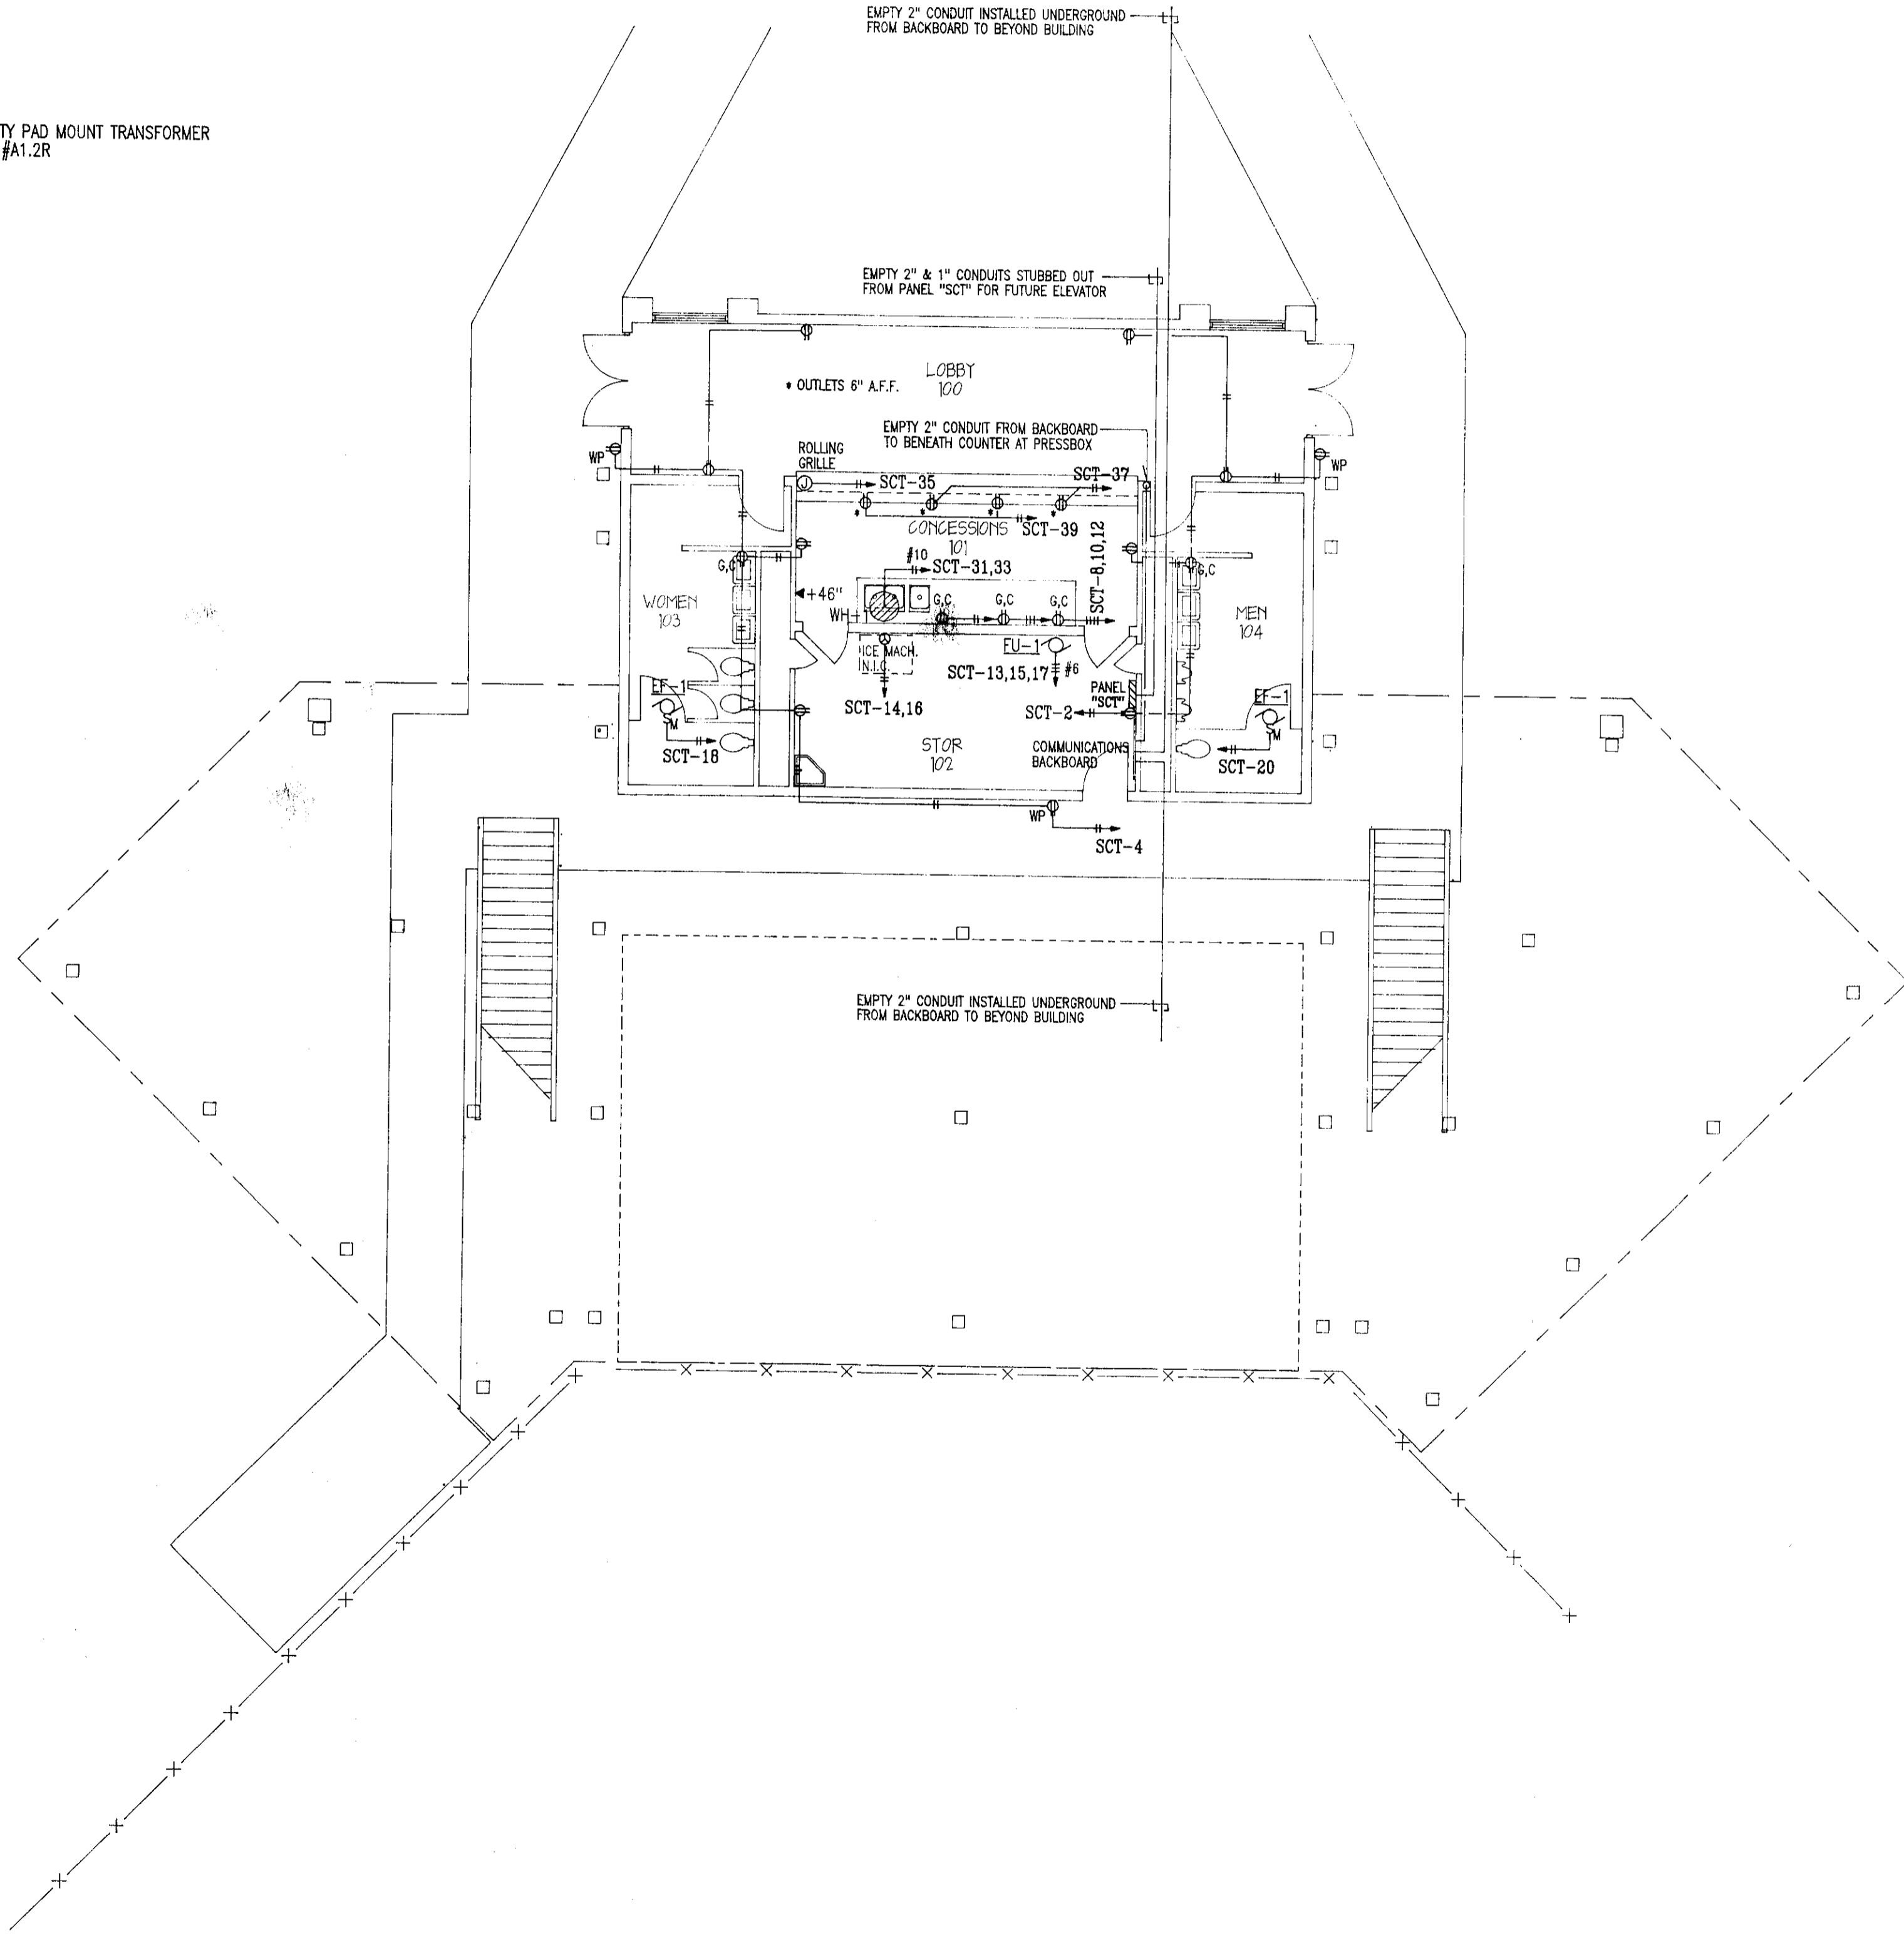 EMPTY 2" CONDUIT INSTALLED UNDERGROUND
FROM BACKBOARD TO BEYOND BUILDING
TY PAD MOUNT TRANSFORMER
#A1.2R
EMPTY 2" & 1" CONDUITS STUBBED OUT
FROM PANEL "SCT" FOR FUTURE ELEVATOR
LOBBY
100
* OUTLETS 6" A.F.F.
EMPTY 2" CONDUIT FROM BACKBOARD
TO BENEATH COUNTER AT PRESSBOX
ROLLING
GRILLE
WP
WP
J
SCT-35
SCT-37
* * * *
CONCESSIONS
101
SCT-39
SCT-8,10,12
#10
SCT-31,33
G,C
G,C
+46"
WH-1
G,C
G,C
G,C
WOMEN
103
MEN
104
ICE MACH.
N.I.C.
FU-1
SCT-13,15,17
#6
EF-1
SM
SCT-14,16
PANEL
"SCT"
SCT-2
EF-1
SM
SCT-18
STOR
102
COMMUNICATIONS
BACKBOARD
SCT-20
WP
SCT-4
EMPTY 2" CONDUIT INSTALLED UNDERGROUND
FROM BACKBOARD TO BEYOND BUILDING